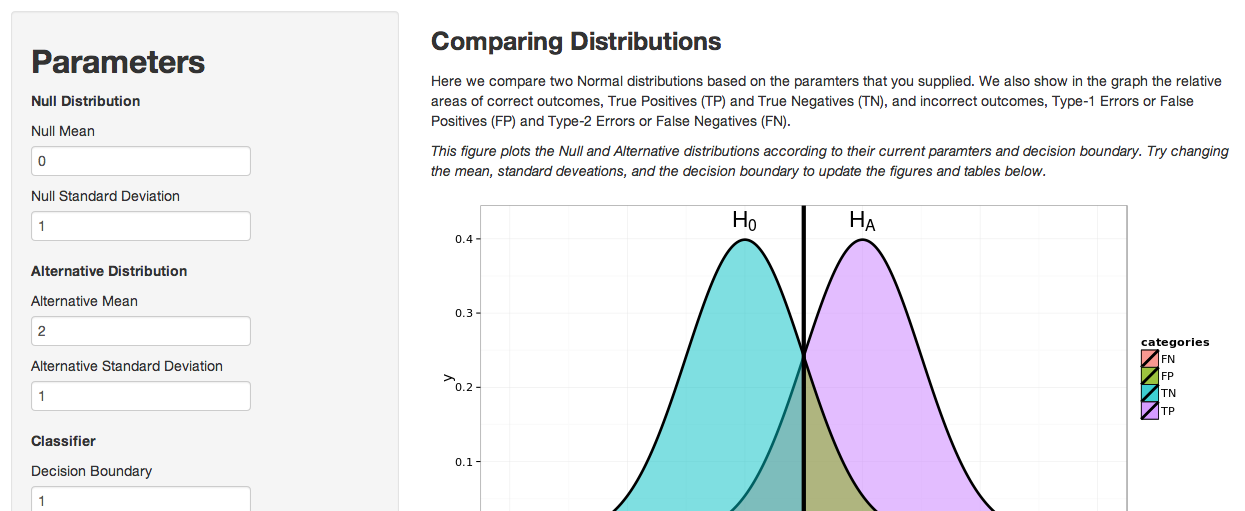 Parameters
Null Distribution
Null Mean
0
Null Standard Deviation
1
Alternative Distribution
Alternative Mean
2
Alternative Standard Deviation
1
Classifier
Decision Boundary
1
Comparing Distributions
Here we compare two Normal distributions based on the paramters that you supplied. We also show in the graph the relative
areas of correct outcomes, True Positives (TP) and True Negatives (TN), and incorrect outcomes, Type-1 Errors or False
Positives (FP) and Type-2 Errors or False Negatives (FN).
This figure plots the Null and Alternative distributions according to their current paramters and decision boundary. Try changing
the mean, standard deveations, and the decision boundary to update the figures and tables below.
H0 HA
0.4
0.3
0.2
0.1
y
categories
FN
FP
TN
TP